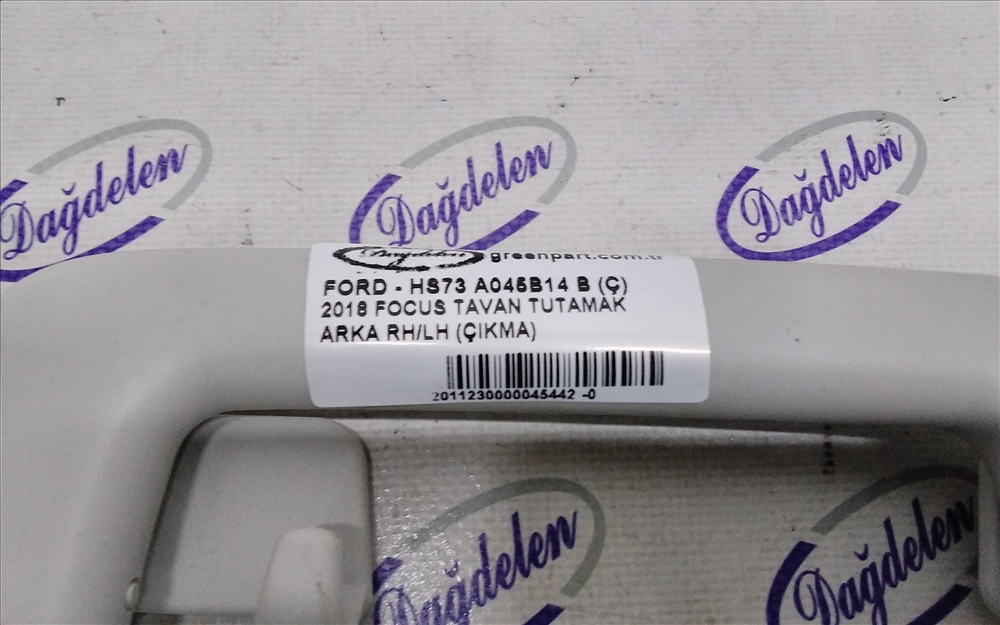 Dağdelen
Dağdelen
Dağdelen
Dağdelen
greenpart.com.tr
FORD - HS73 A045B14 B (Ç)
2018 FOCUS TAVAN TUTAMAK
ARKA RH/LH (ÇIKMA)
2011230000045442 -0
Dağdelen
Dağdelen